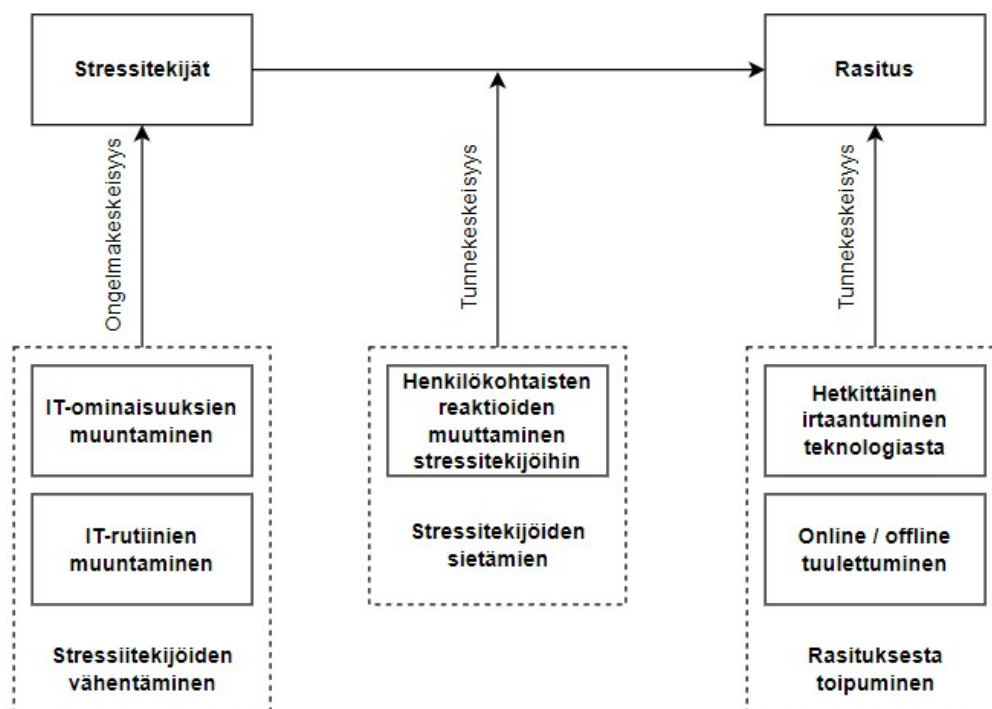 Stressitekijät
Rasitus
Ongelmakeskeisyys
Tunnekeskeisyys
Tunnekeskeisyys
IT-ominaisuuksien
muuntaminen
IT-rutiinien
muuntaminen
Stressiitekijöiden
vähentäminen
Henkilökohtaisten
reaktioiden
muuttaminen
stressitekijöihin
Stressitekijöiden
sietämien
Hetkittäinen
irtaantuminen
teknologiasta
Online / offline
tuulettuminen
Rasituksesta
toipuminen